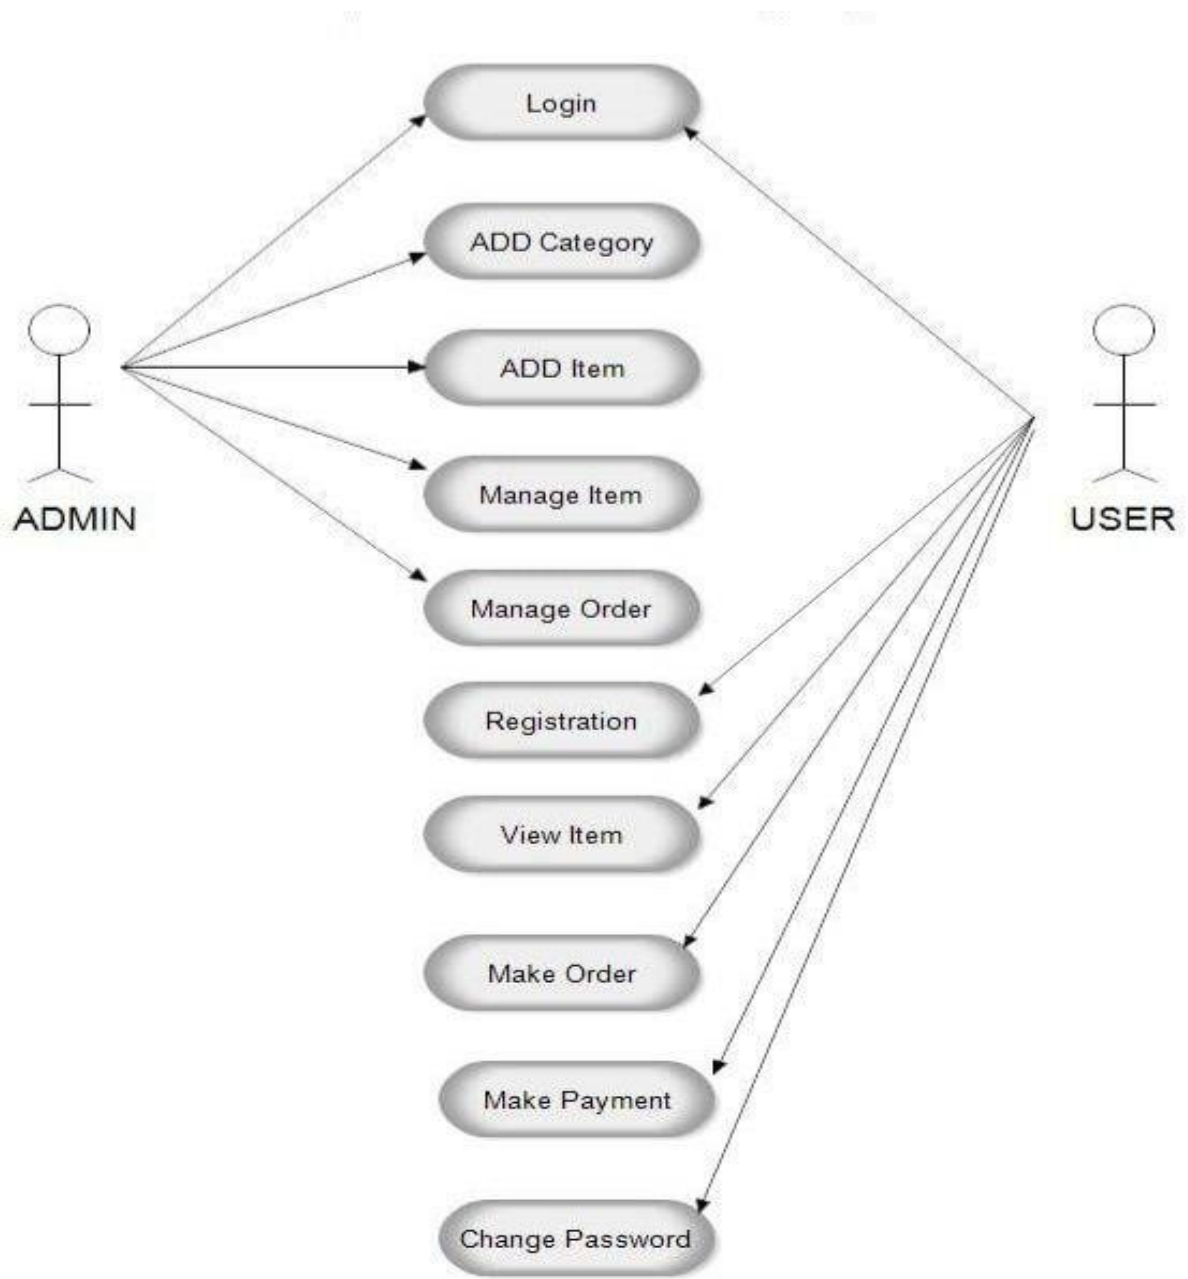 Login
ADD Category
ADD Item
Manage Item
ADMIN
USER
Manage Order
Registration
View Item
Make Order
Make Payment
Change Password